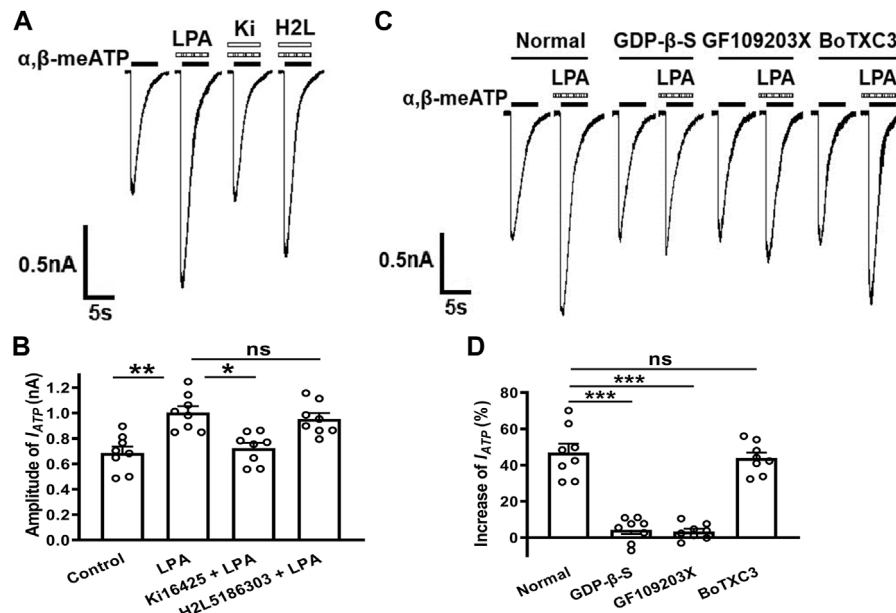 A
LPA Ki H2L
α,β-meATP
0.5nA
5s
B
ns
** *
Amplitude of I_ATP (nA)
1.2
1.0
0.8
0.6
0.4
0.2
0.0
Control
LPA
Ki16425 + LPA
H2L5186303 + LPA
C
Normal GDP-β-S GF109203X BoTXC3
LPA LPA LPA LPA
α,β-meATP
0.5nA
5s
D
ns
***
***
Increase of I_ATP (%)
80
60
40
20
0
Normal
GDP-β-S
GF109203X
BoTXC3